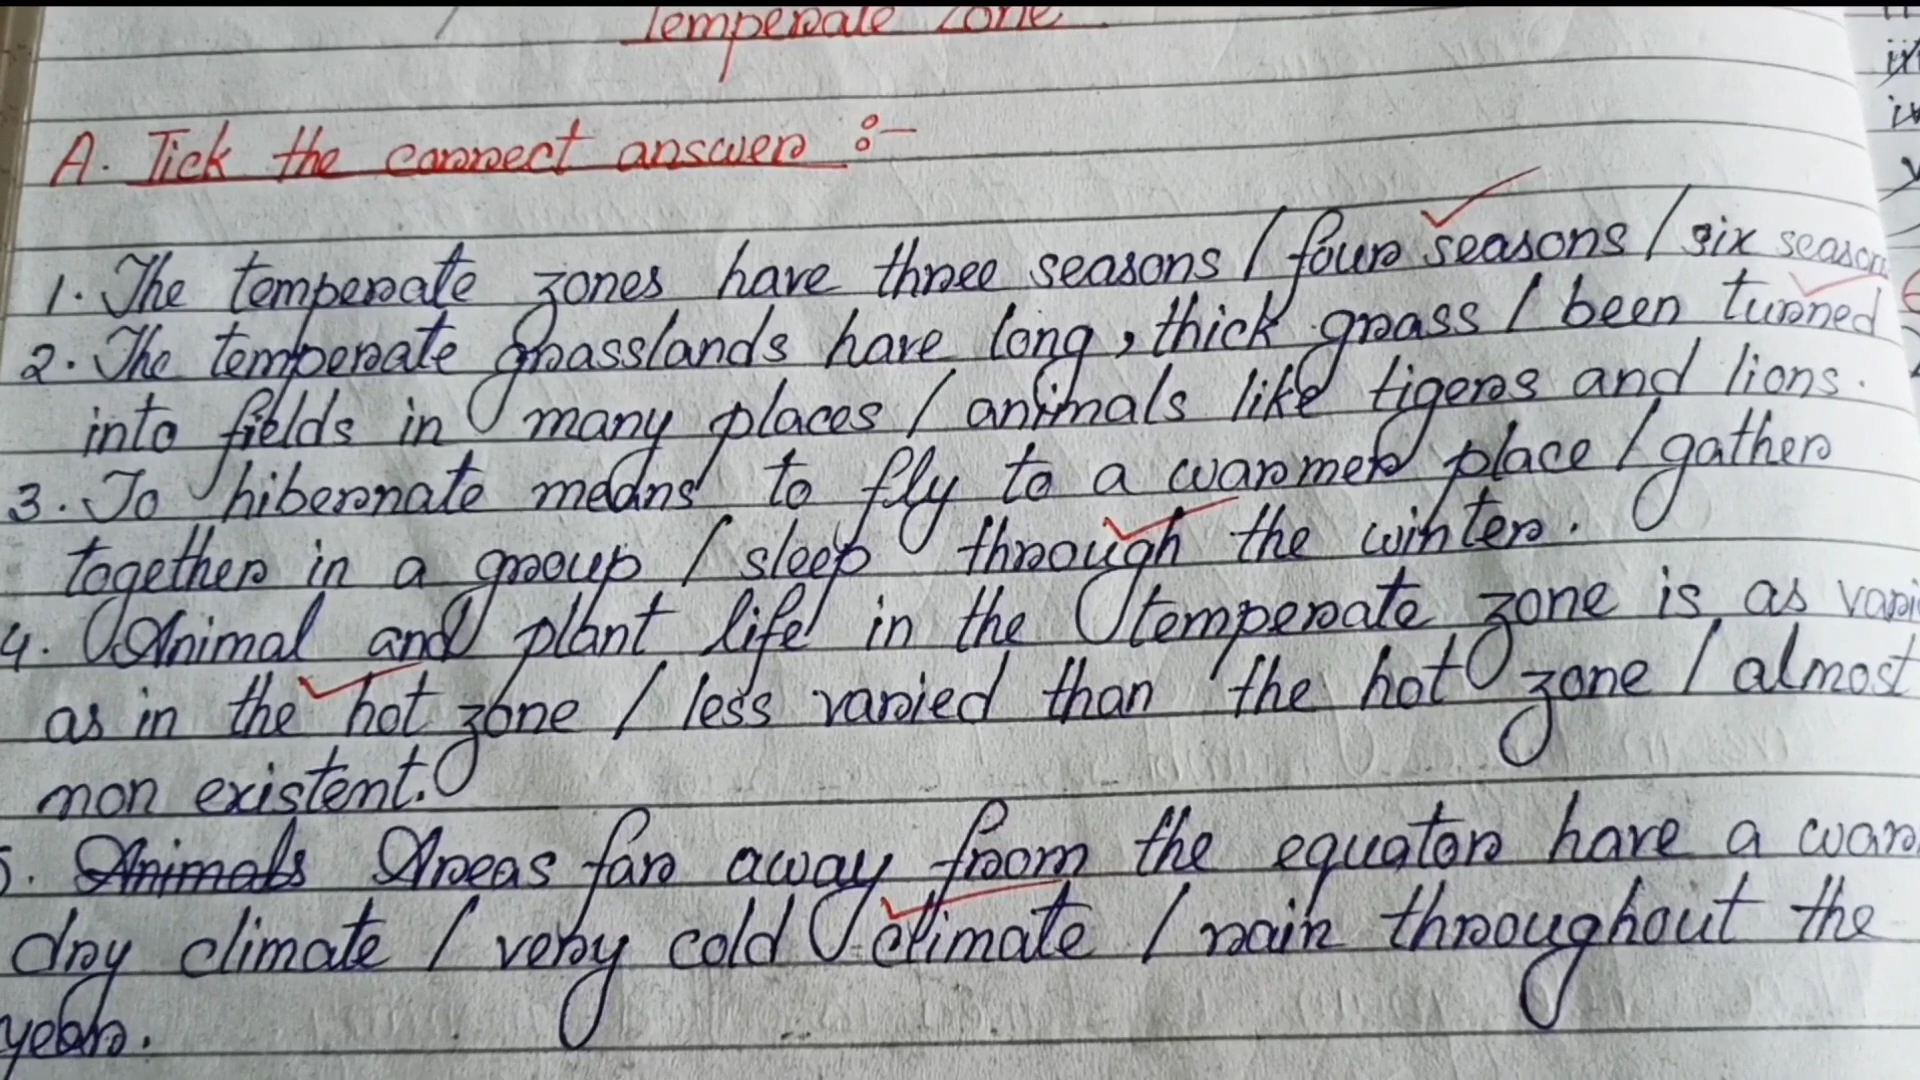 Temperate Zone
A. Tick the correct answer :-
1. The temperate zones have three seasons / four seasons / six season
2. The temperate grasslands have long, thick grass / been turned
into fields in many places / animals like tigers and lions.
3. To hibernate means to fly to a warmer place / gather
together in a group / sleep through the winter.
4. Animal and plant life in the temperate zone is as vari
as in the hot zone / less varied than the hot zone / almost
non existent.
5. Animals Areas far away from the equator have a war
dry climate / very cold climate / rain throughout the
year.